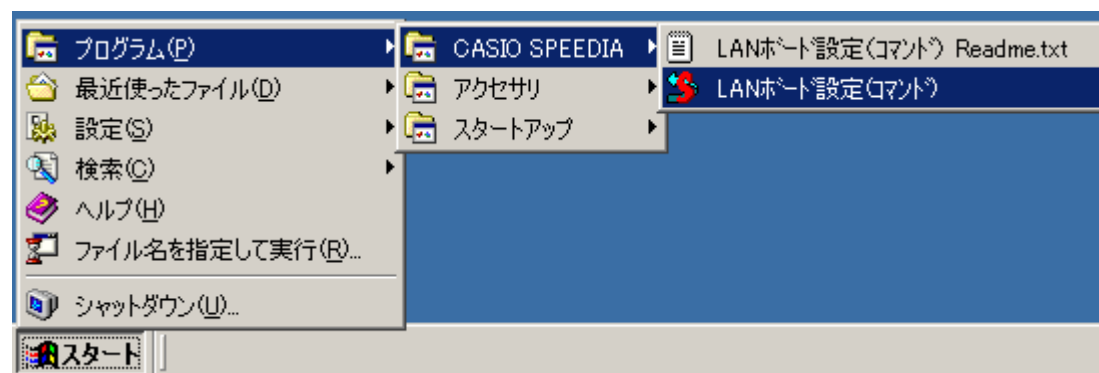 プログラム(P)
最近使ったファイル(D)
設定(S)
検索(C)
ヘルプ(H)
ファイル名を指定して実行(R)...
シャットダウン(U)...
スタート
CASIO SPEEDIA
アクセサリ
スタートアップ
LANボード設定(コマンド) Readme.txt
LANボード設定(コマンド)